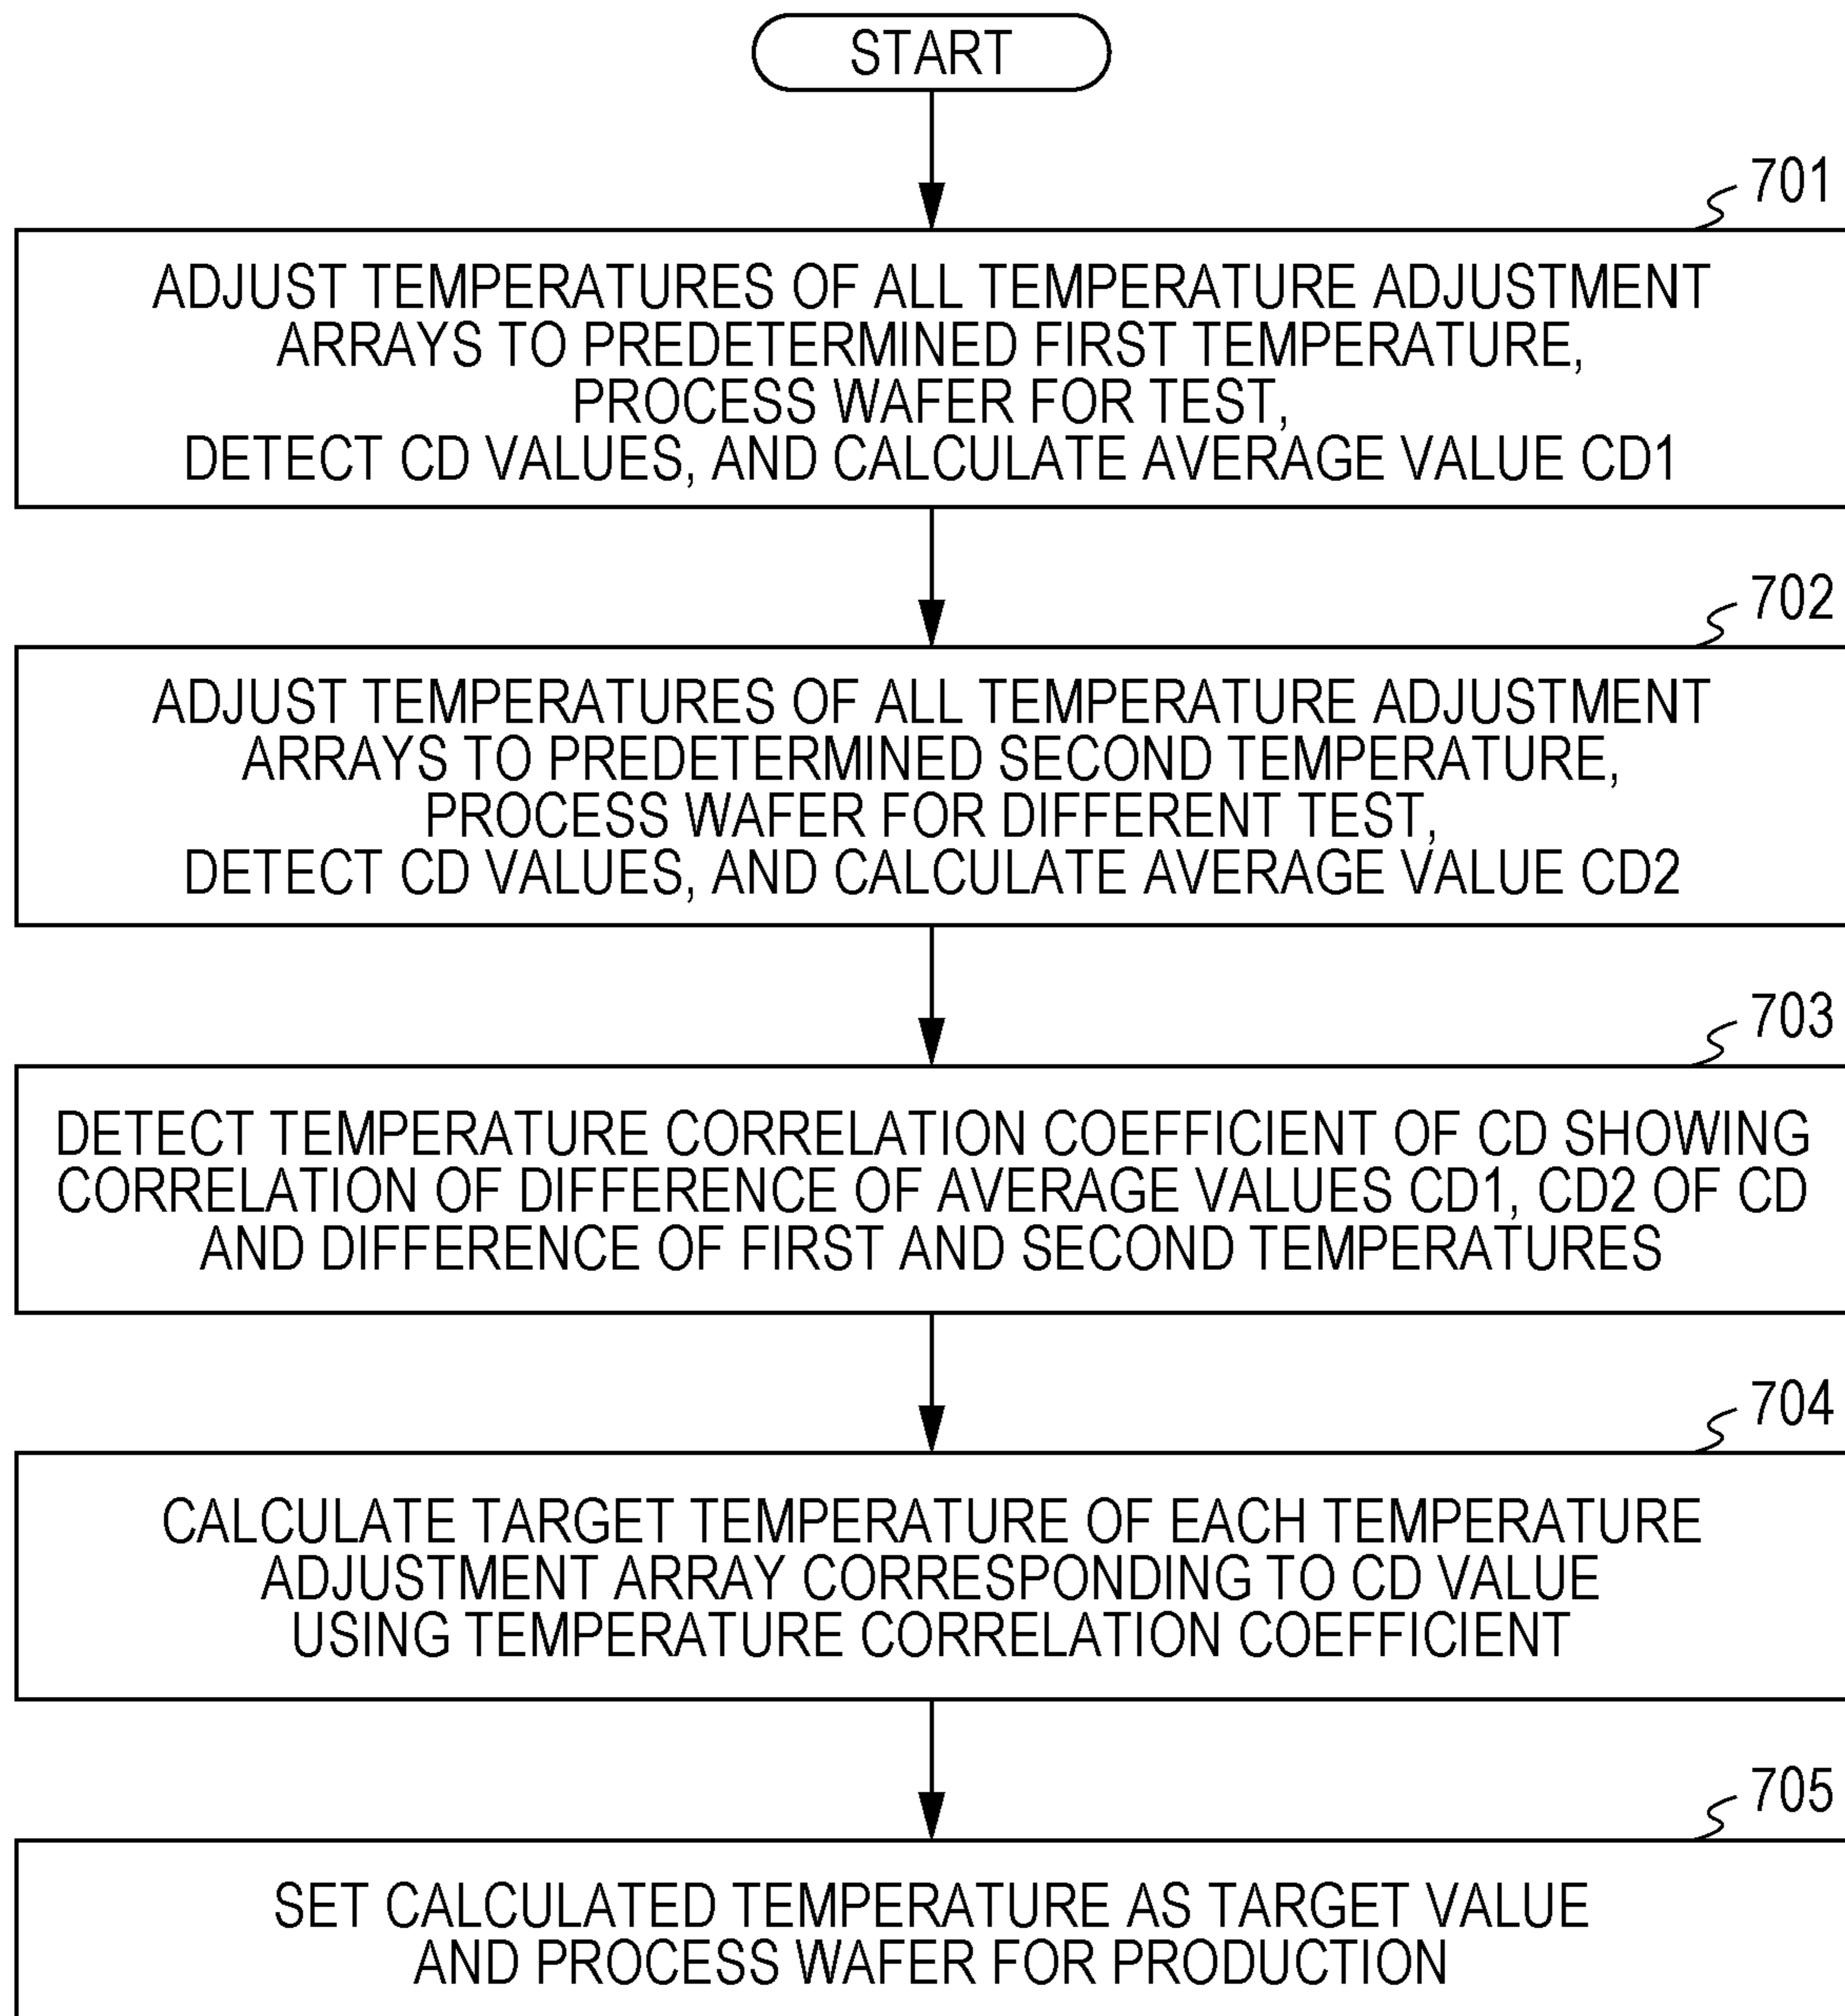 START
701
ADJUST TEMPERATURES OF ALL TEMPERATURE ADJUSTMENT
ARRAYS TO PREDETERMINED FIRST TEMPERATURE,
PROCESS WAFER FOR TEST,
DETECT CD VALUES, AND CALCULATE AVERAGE VALUE CD1
702
ADJUST TEMPERATURES OF ALL TEMPERATURE ADJUSTMENT
ARRAYS TO PREDETERMINED SECOND TEMPERATURE,
PROCESS WAFER FOR DIFFERENT TEST,
DETECT CD VALUES, AND CALCULATE AVERAGE VALUE CD2
703
DETECT TEMPERATURE CORRELATION COEFFICIENT OF CD SHOWING
CORRELATION OF DIFFERENCE OF AVERAGE VALUES CD1, CD2 OF CD
AND DIFFERENCE OF FIRST AND SECOND TEMPERATURES
704
CALCULATE TARGET TEMPERATURE OF EACH TEMPERATURE
ADJUSTMENT ARRAY CORRESPONDING TO CD VALUE
USING TEMPERATURE CORRELATION COEFFICIENT
705
SET CALCULATED TEMPERATURE AS TARGET VALUE
AND PROCESS WAFER FOR PRODUCTION